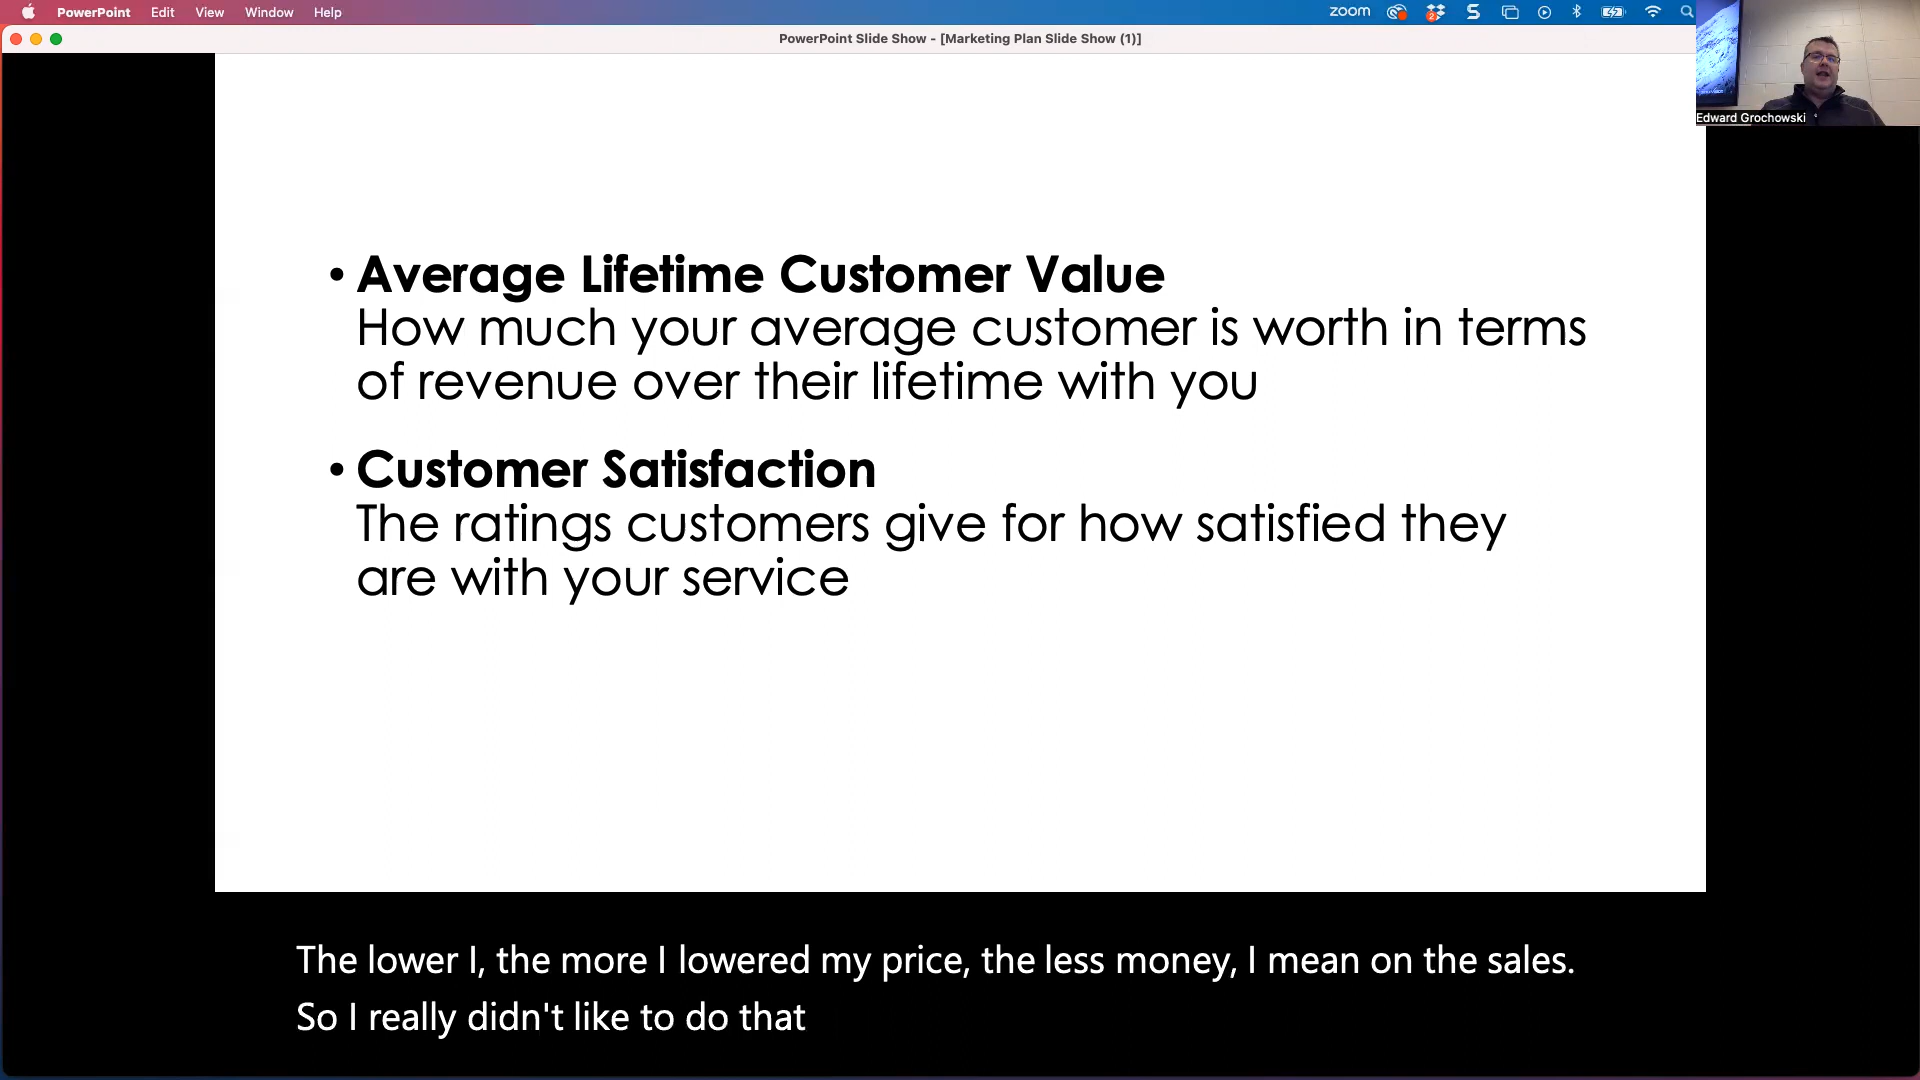 PowerPoint Edit View Window Help
zoom
2
PowerPoint Slide Show - [Marketing Plan Slide Show (1)]
Edward Grochowski
• Average Lifetime Customer Value
How much your average customer is worth in terms
of revenue over their lifetime with you
• Customer Satisfaction
The ratings customers give for how satisfied they
are with your service
The lower I, the more I lowered my price, the less money, I mean on the sales.
So I really didn't like to do that